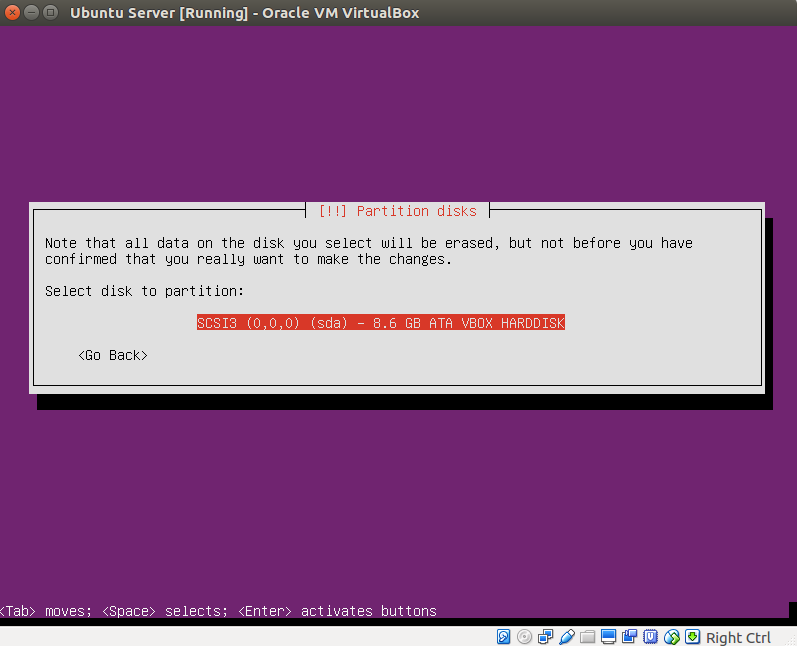 Ubuntu Server [Running] - Oracle VM VirtualBox
[!!] Partition disks
Note that all data on the disk you select will be erased, but not before you have
confirmed that you really want to make the changes.
Select disk to partition:
SCSI3 (0,0,0) (sda) - 8.6 GB ATA VBOX HARDDISK
<Go Back>
<Tab> moves; <Space> selects; <Enter> activates buttons
Right Ctrl